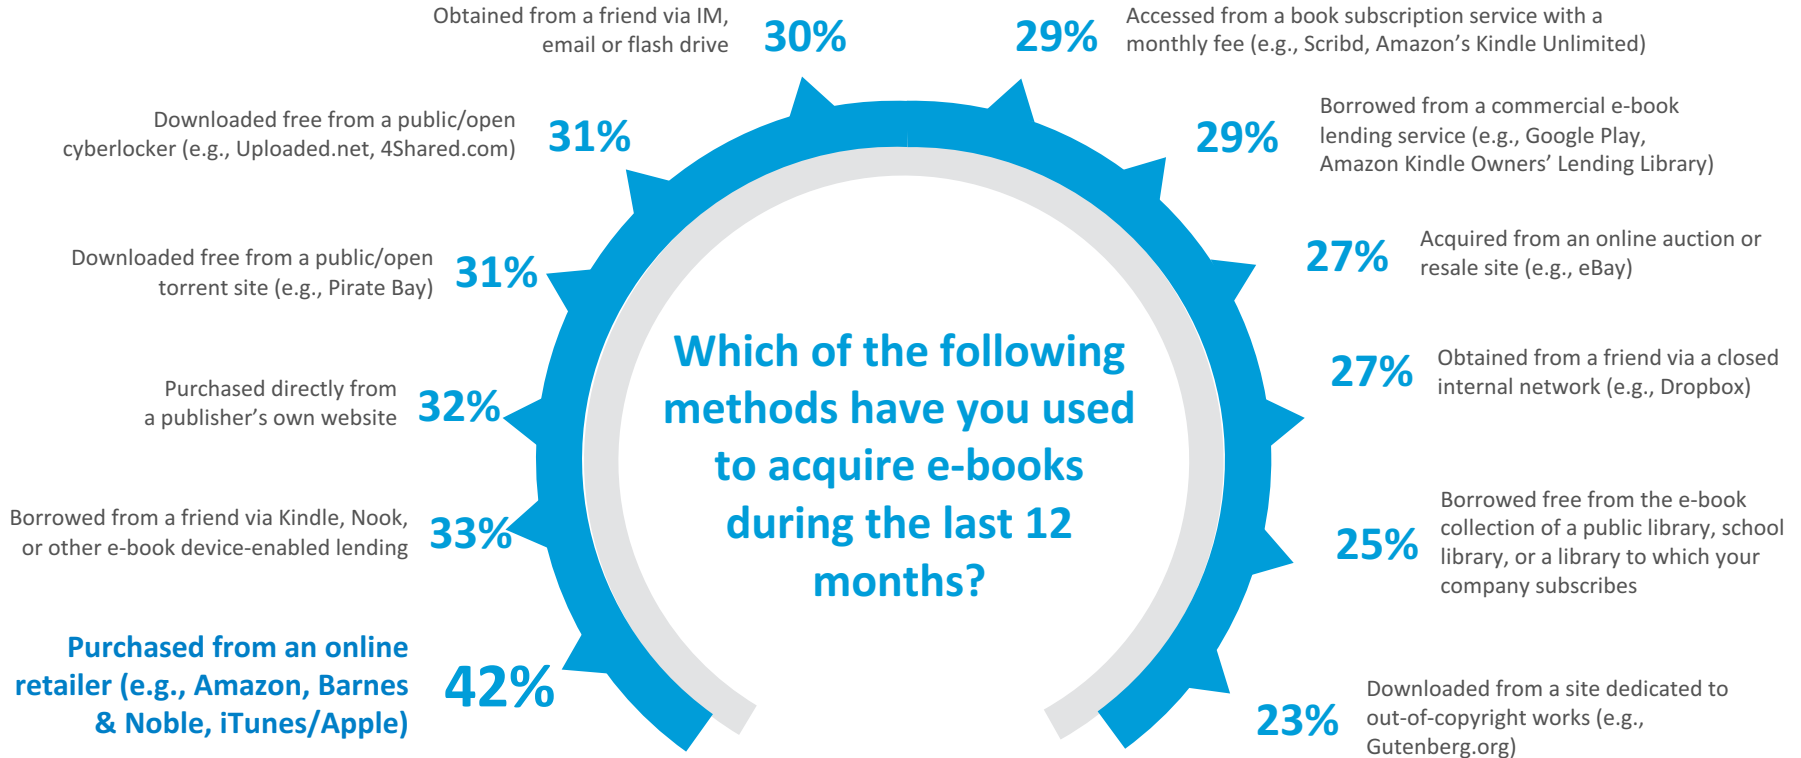 Obtained from a friend via IM,
email or flash drive
30%
29%
Accessed from a book subscription service with a
monthly fee (e.g., Scribd, Amazon’s Kindle Unlimited)
Downloaded free from a public/open
cyberlocker (e.g., Uploaded.net, 4Shared.com)
31%
29%
Borrowed from a commercial e-book
lending service (e.g., Google Play,
Amazon Kindle Owners’ Lending Library)
Downloaded free from a public/open
torrent site (e.g., Pirate Bay)
31%
27%
Acquired from an online auction or
resale site (e.g., eBay)
Purchased directly from
a publisher’s own website
32%
27%
Obtained from a friend via a closed
internal network (e.g., Dropbox)
Which of the following
methods have you used
to acquire e-books
during the last 12
months?
Borrowed from a friend via Kindle, Nook,
or other e-book device-enabled lending
33%
25%
Borrowed free from the e-book
collection of a public library, school
library, or a library to which your
company subscribes
Purchased from an online
retailer (e.g., Amazon, Barnes
& Noble, iTunes/Apple)
42%
23%
Downloaded from a site dedicated to
out-of-copyright works (e.g.,
Gutenberg.org)